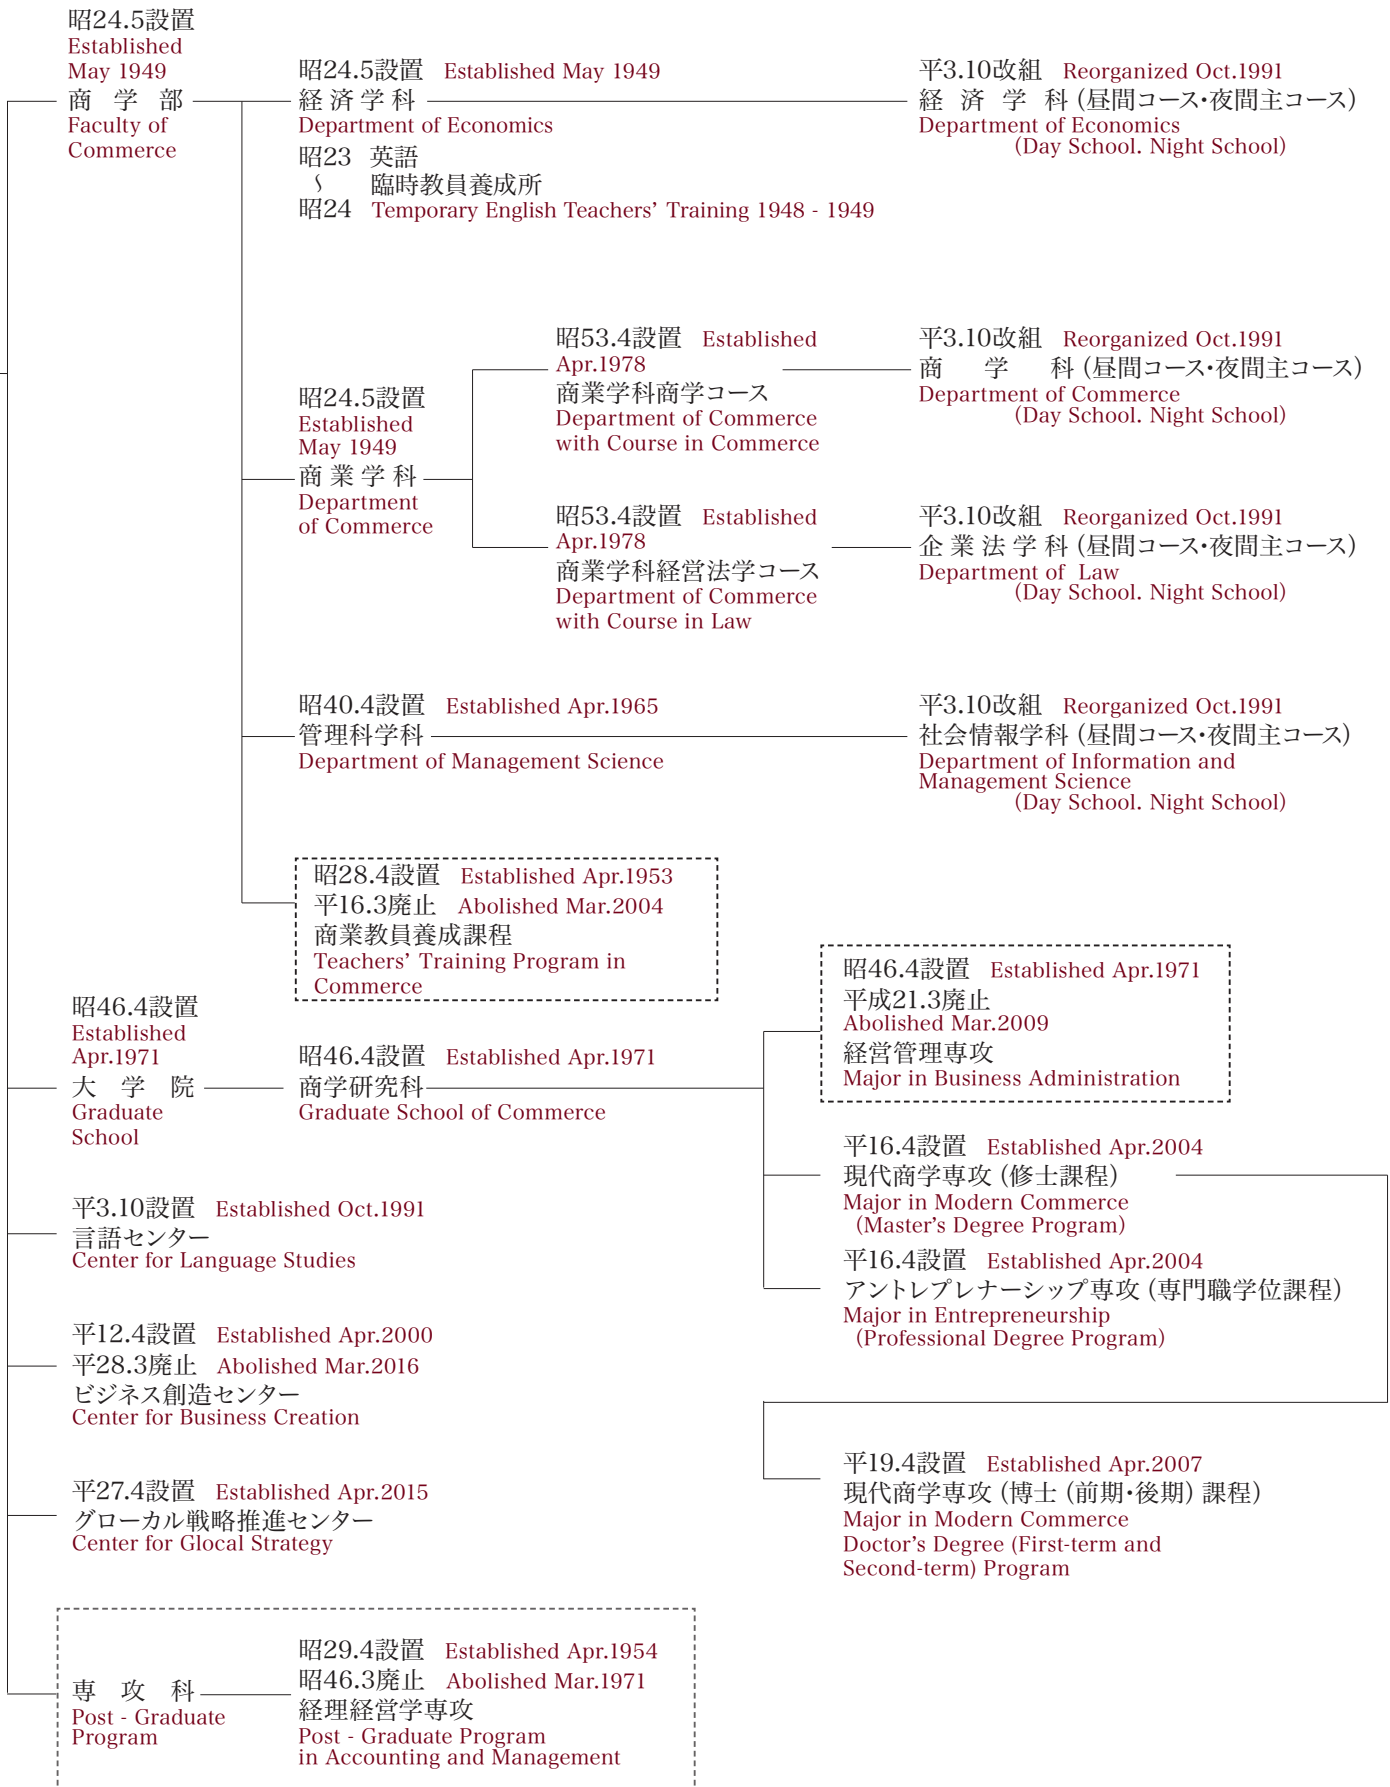 昭24.5設置
Established
May 1949
商 学 部
Faculty of
Commerce
昭24.5設置 Established May 1949
経済学科
Department of Economics
昭23 英語
〜 臨時教員養成所
昭24 Temporary English Teachers’ Training 1948 - 1949
平3.10改組 Reorganized Oct.1991
経 済 学 科 (昼間コース・夜間主コース)
Department of Economics
(Day School. Night School)
昭24.5設置
Established
May 1949
商業学科
Department
of Commerce
昭53.4設置 Established
Apr.1978
商業学科商学コース
Department of Commerce
with Course in Commerce
平3.10改組 Reorganized Oct.1991
商 学 科 (昼間コース・夜間主コース)
Department of Commerce
(Day School. Night School)
昭53.4設置 Established
Apr.1978
商業学科経営法学コース
Department of Commerce
with Course in Law
平3.10改組 Reorganized Oct.1991
企業法学科 (昼間コース・夜間主コース)
Department of Law
(Day School. Night School)
昭40.4設置 Established Apr.1965
管理科学科
Department of Management Science
平3.10改組 Reorganized Oct.1991
社会情報学科 (昼間コース・夜間主コース)
Department of Information and
Management Science
(Day School. Night School)
昭28.4設置 Established Apr.1953
平16.3廃止 Abolished Mar.2004
商業教員養成課程
Teachers’ Training Program in
Commerce
昭46.4設置
Established
Apr.1971
大 学 院
Graduate
School
昭46.4設置 Established Apr.1971
商学研究科
Graduate School of Commerce
昭46.4設置 Established Apr.1971
平成21.3廃止
Abolished Mar.2009
経営管理専攻
Major in Business Administration
平16.4設置 Established Apr.2004
現代商学専攻 (修士課程)
Major in Modern Commerce
(Master’s Degree Program)
平16.4設置 Established Apr.2004
アントレプレナーシップ専攻 (専門職学位課程)
Major in Entrepreneurship
(Professional Degree Program)
平19.4設置 Established Apr.2007
現代商学専攻 (博士 (前期・後期) 課程)
Major in Modern Commerce
Doctor’s Degree (First-term and
Second-term) Program
平3.10設置 Established Oct.1991
言語センター
Center for Language Studies
平12.4設置 Established Apr.2000
平28.3廃止 Abolished Mar.2016
ビジネス創造センター
Center for Business Creation
平27.4設置 Established Apr.2015
グローカル戦略推進センター
Center for Glocal Strategy
専 攻 科
Post - Graduate
Program
昭29.4設置 Established Apr.1954
昭46.3廃止 Abolished Mar.1971
経理経営学専攻
Post - Graduate Program
in Accounting and Management